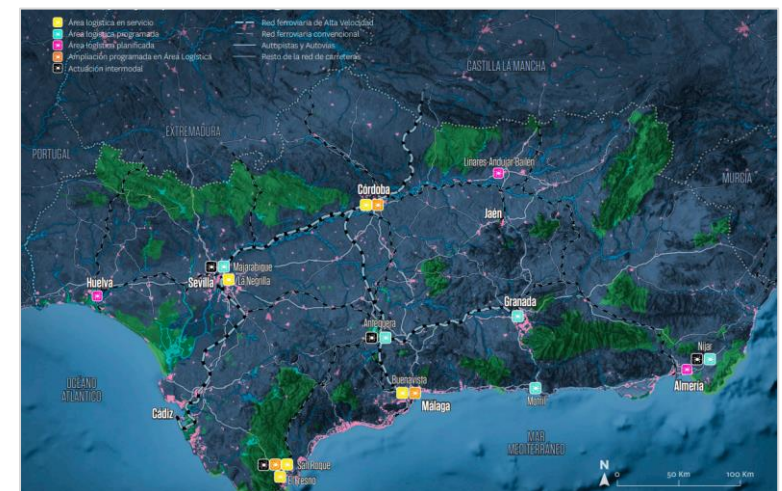 Área logística en servicio
Área logística programada
Área logística planificada
Ampliación programada en Área Logística
Actuación intermodal
Red ferroviaria de Alta Velocidad
Red ferroviaria convencional
Autopistas y Autovías
Resto de la red de carreteras
CASTILLA LA MANCHA
EXTREMADURA
PORTUGAL
Linares-Andújar-Bailén
MURCIA
Córdoba
Jaén
Majarabique
Huelva
Sevilla
La Negrilla
Granada
Antequera
Níjar
OCÉANO
ATLÁNTICO
Buenavista
Almería
Motril
Cádiz
Málaga
MAR
MEDITERRÁNEO
San Roque
El Fresno
N
0 50 Km 100 Km